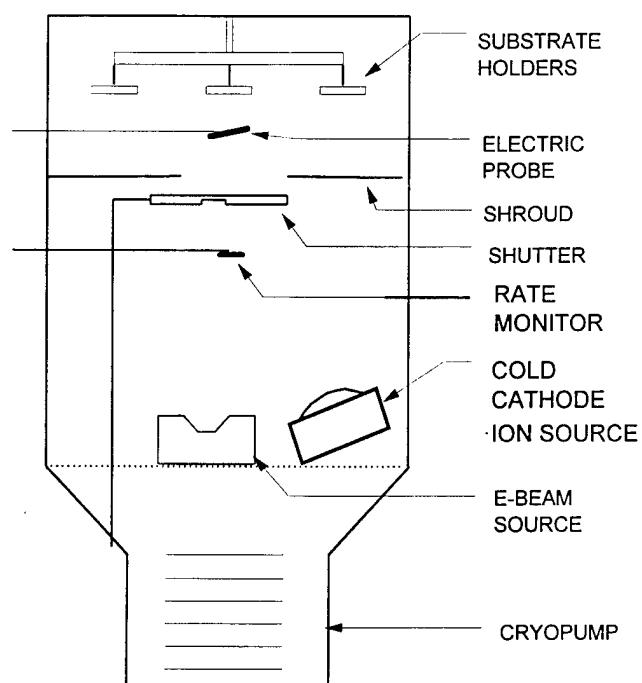 SUBSTRATE
HOLDERS
ELECTRIC
PROBE
SHROUD
SHUTTER
RATE
MONITOR
COLD
CATHODE
·ION SOURCE
E-BEAM
SOURCE
CRYOPUMP